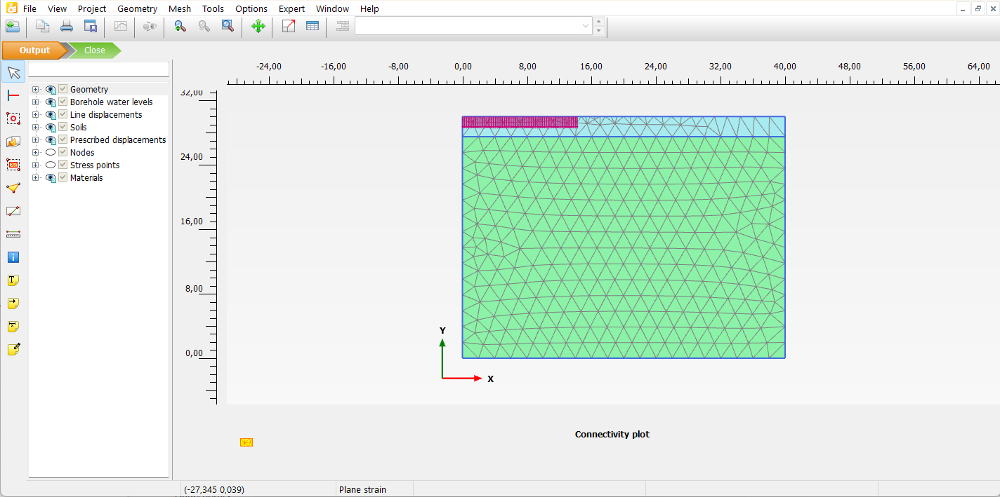 File View Project Geometry Mesh Tools Options Expert Window Help
Output Close
-24,00 -16,00 -8,00 0,00 8,00 16,00 24,00 32,00 40,00 48,00 56,00 64,00
Geometry
Borehole water levels
Line displacements
Soils
Prescribed displacements
Nodes
Stress points
Materials
32,00
24,00
16,00
8,00
0,00
Y
X
Connectivity plot
(-27,345 0,039) Plane strain